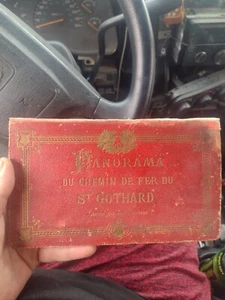 PANORAMA
DU CHEMIN DE FER DU
ST GOTHARD